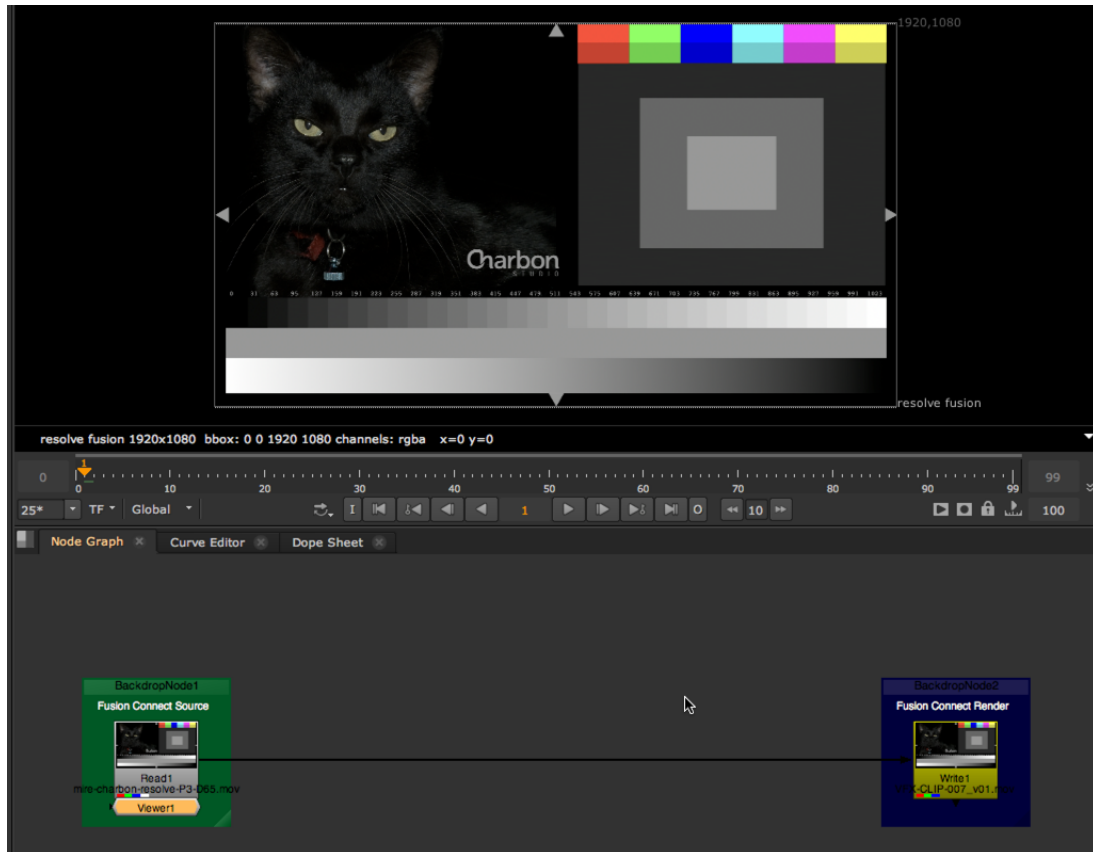 1920,1080
Charbon
STUDIO
0 31 63 95 127 159 191 223 255 287 319 351 383 415 447 479 511 543 575 607 639 671 703 735 767 799 831 863 895 927 959 991 1023
resolve fusion
resolve fusion 1920x1080 bbox: 0 0 1920 1080 channels: rgba x=0 y=0
1
0 99
0 10 20 30 40 50 60 70 80 90 99
25* TF Global I 1 O 10 100
Node Graph Curve Editor Dope Sheet
BackdropNode1
Fusion Connect Source
Read1
mire-charbon-resolve-P3-D65.mov
Viewer1
BackdropNode2
Fusion Connect Render
Write1